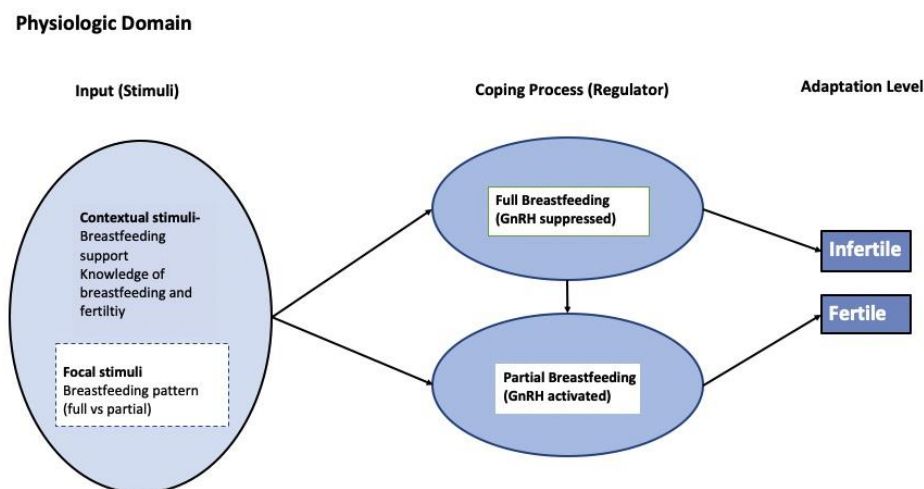 Physiologic Domain
Input (Stimuli)
Coping Process (Regulator)
Adaptation Level
Contextual stimuli-
Breastfeeding
support
Knowledge of
breastfeeding and
fertiltiy
Focal stimuli
Breastfeeding pattern
(full vs partial)
Full Breastfeeding
(GnRH suppressed)
Partial Breastfeeding
(GnRH activated)
Infertile
Fertile